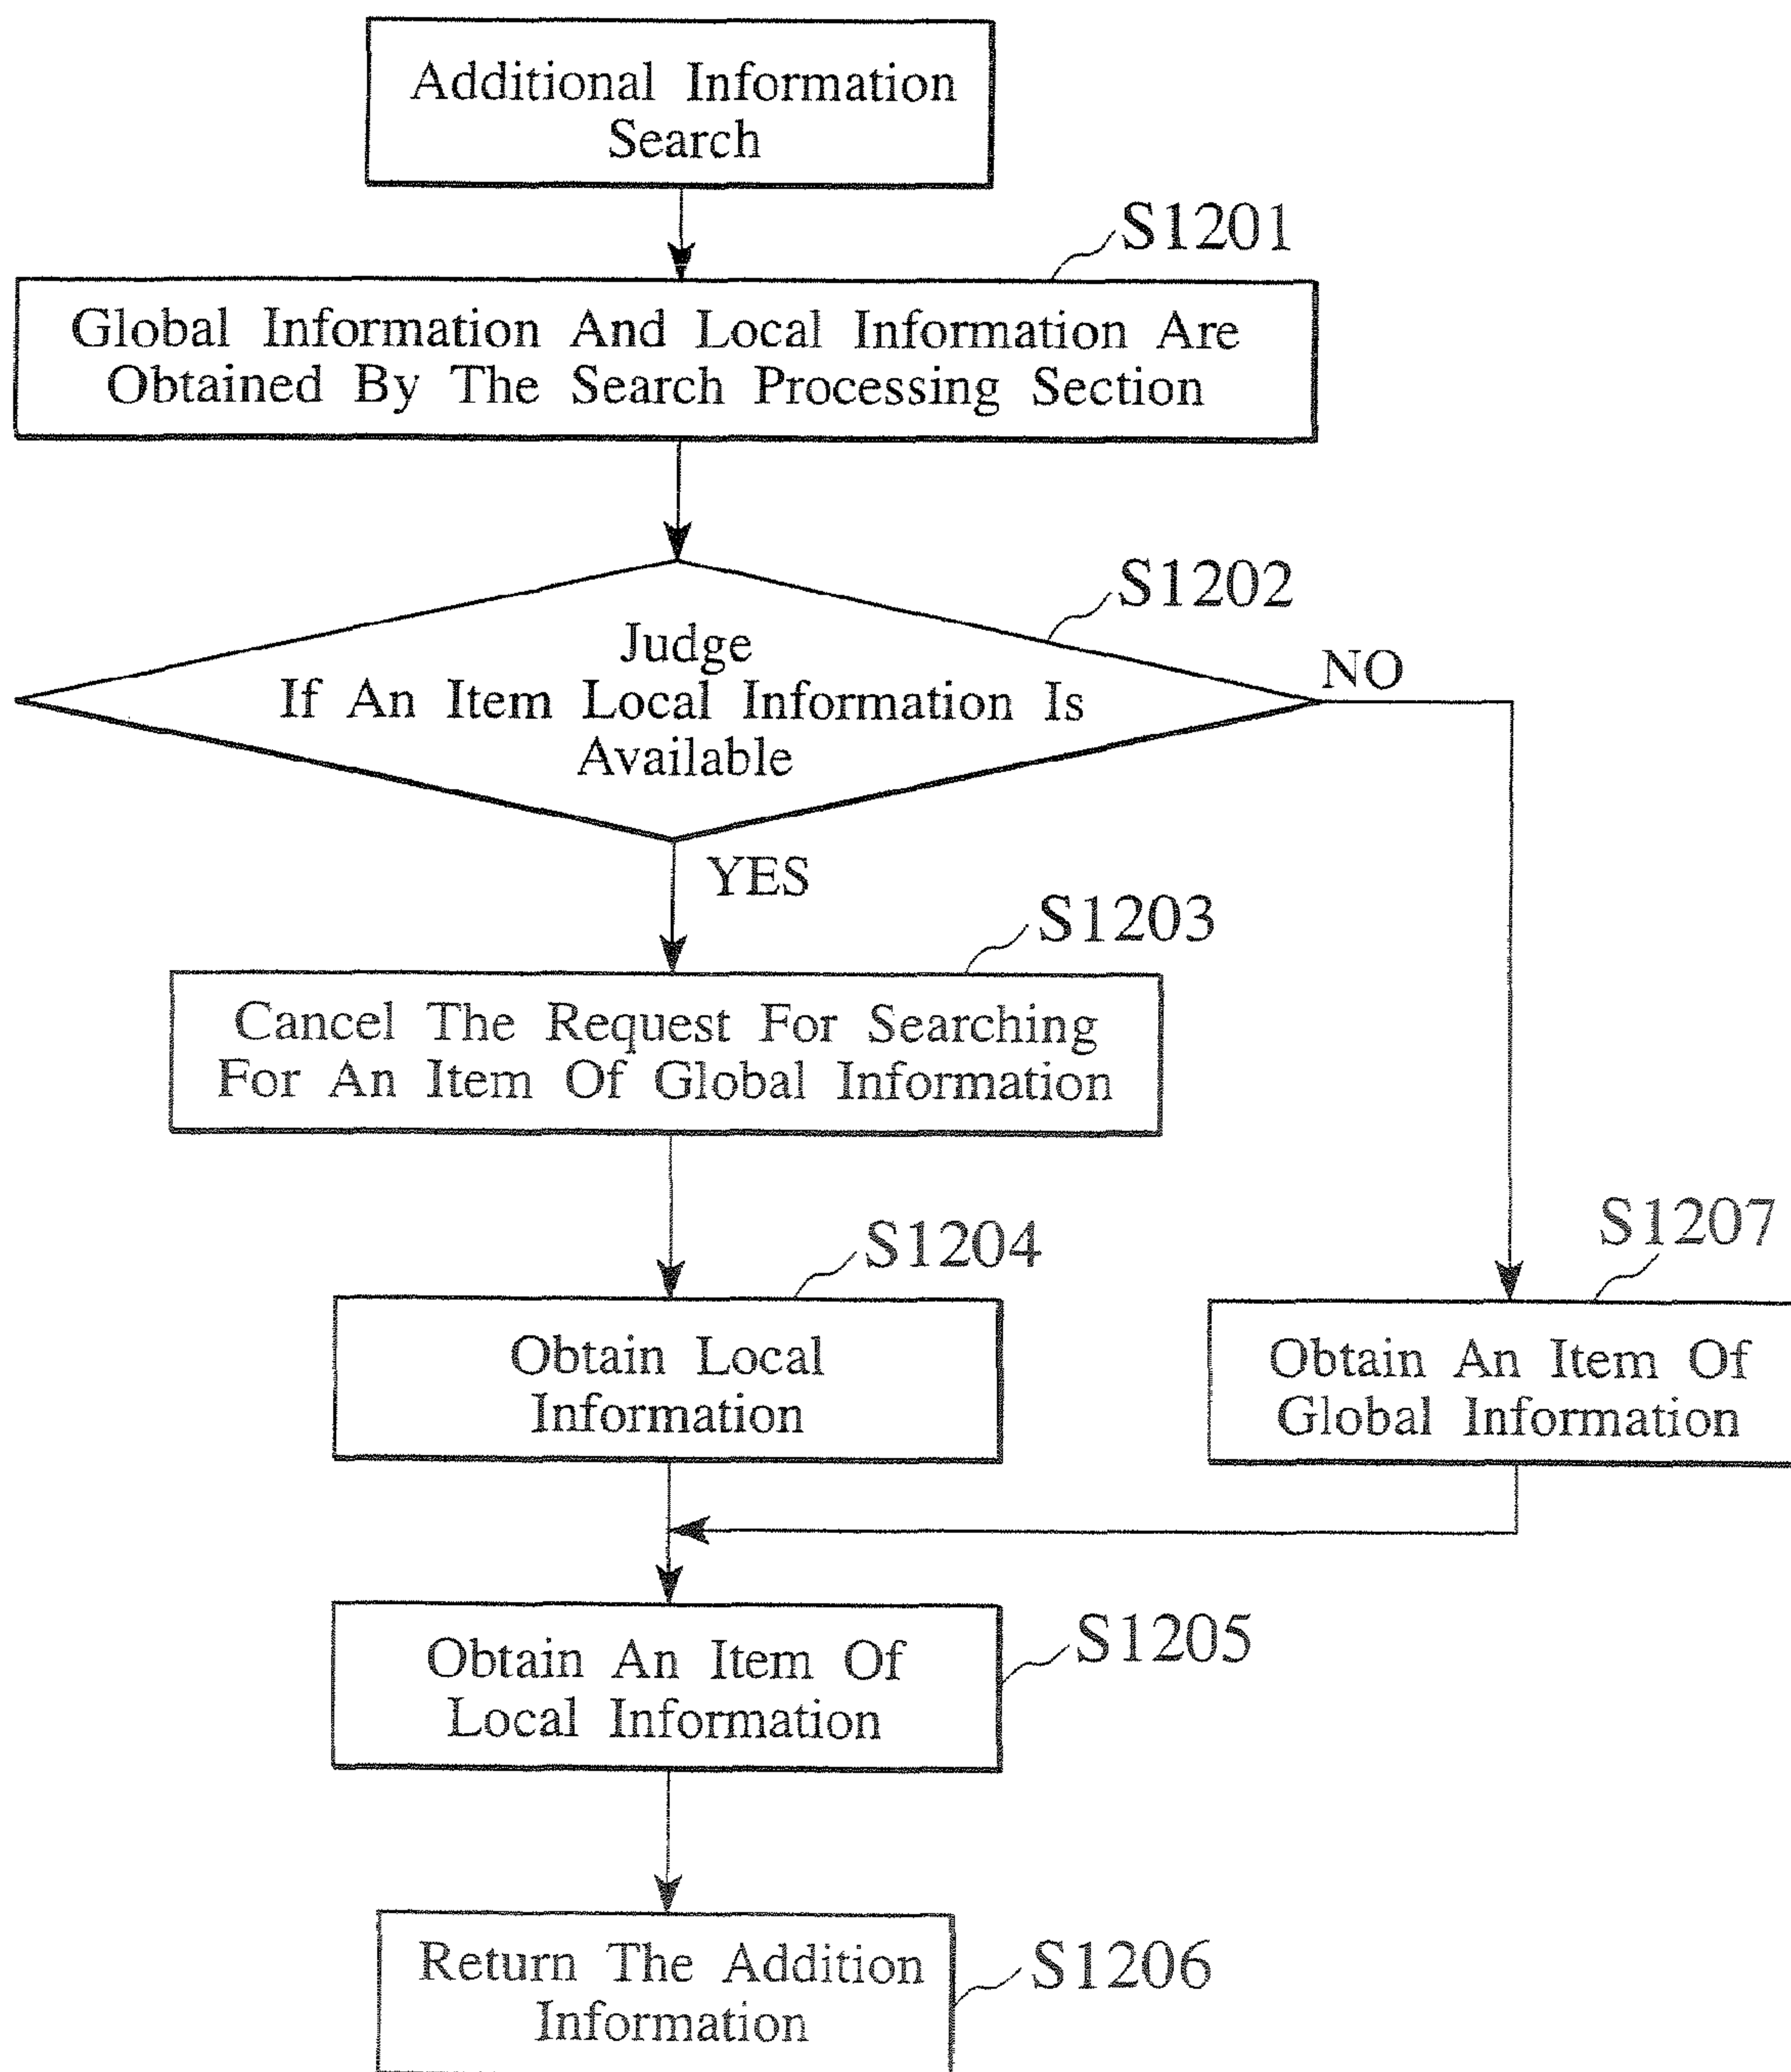 Additional Information
Search
S1201
Global Information And Local Information Are
Obtained By The Search Processing Section
S1202
Judge
If An Item Local Information Is
Available
NO
YES
S1203
Cancel The Request For Searching
For An Item Of Global Information
S1204
Obtain Local
Information
S1207
Obtain An Item Of
Global Information
Obtain An Item Of
Local Information
S1205
Return The Addition
Information
S1206